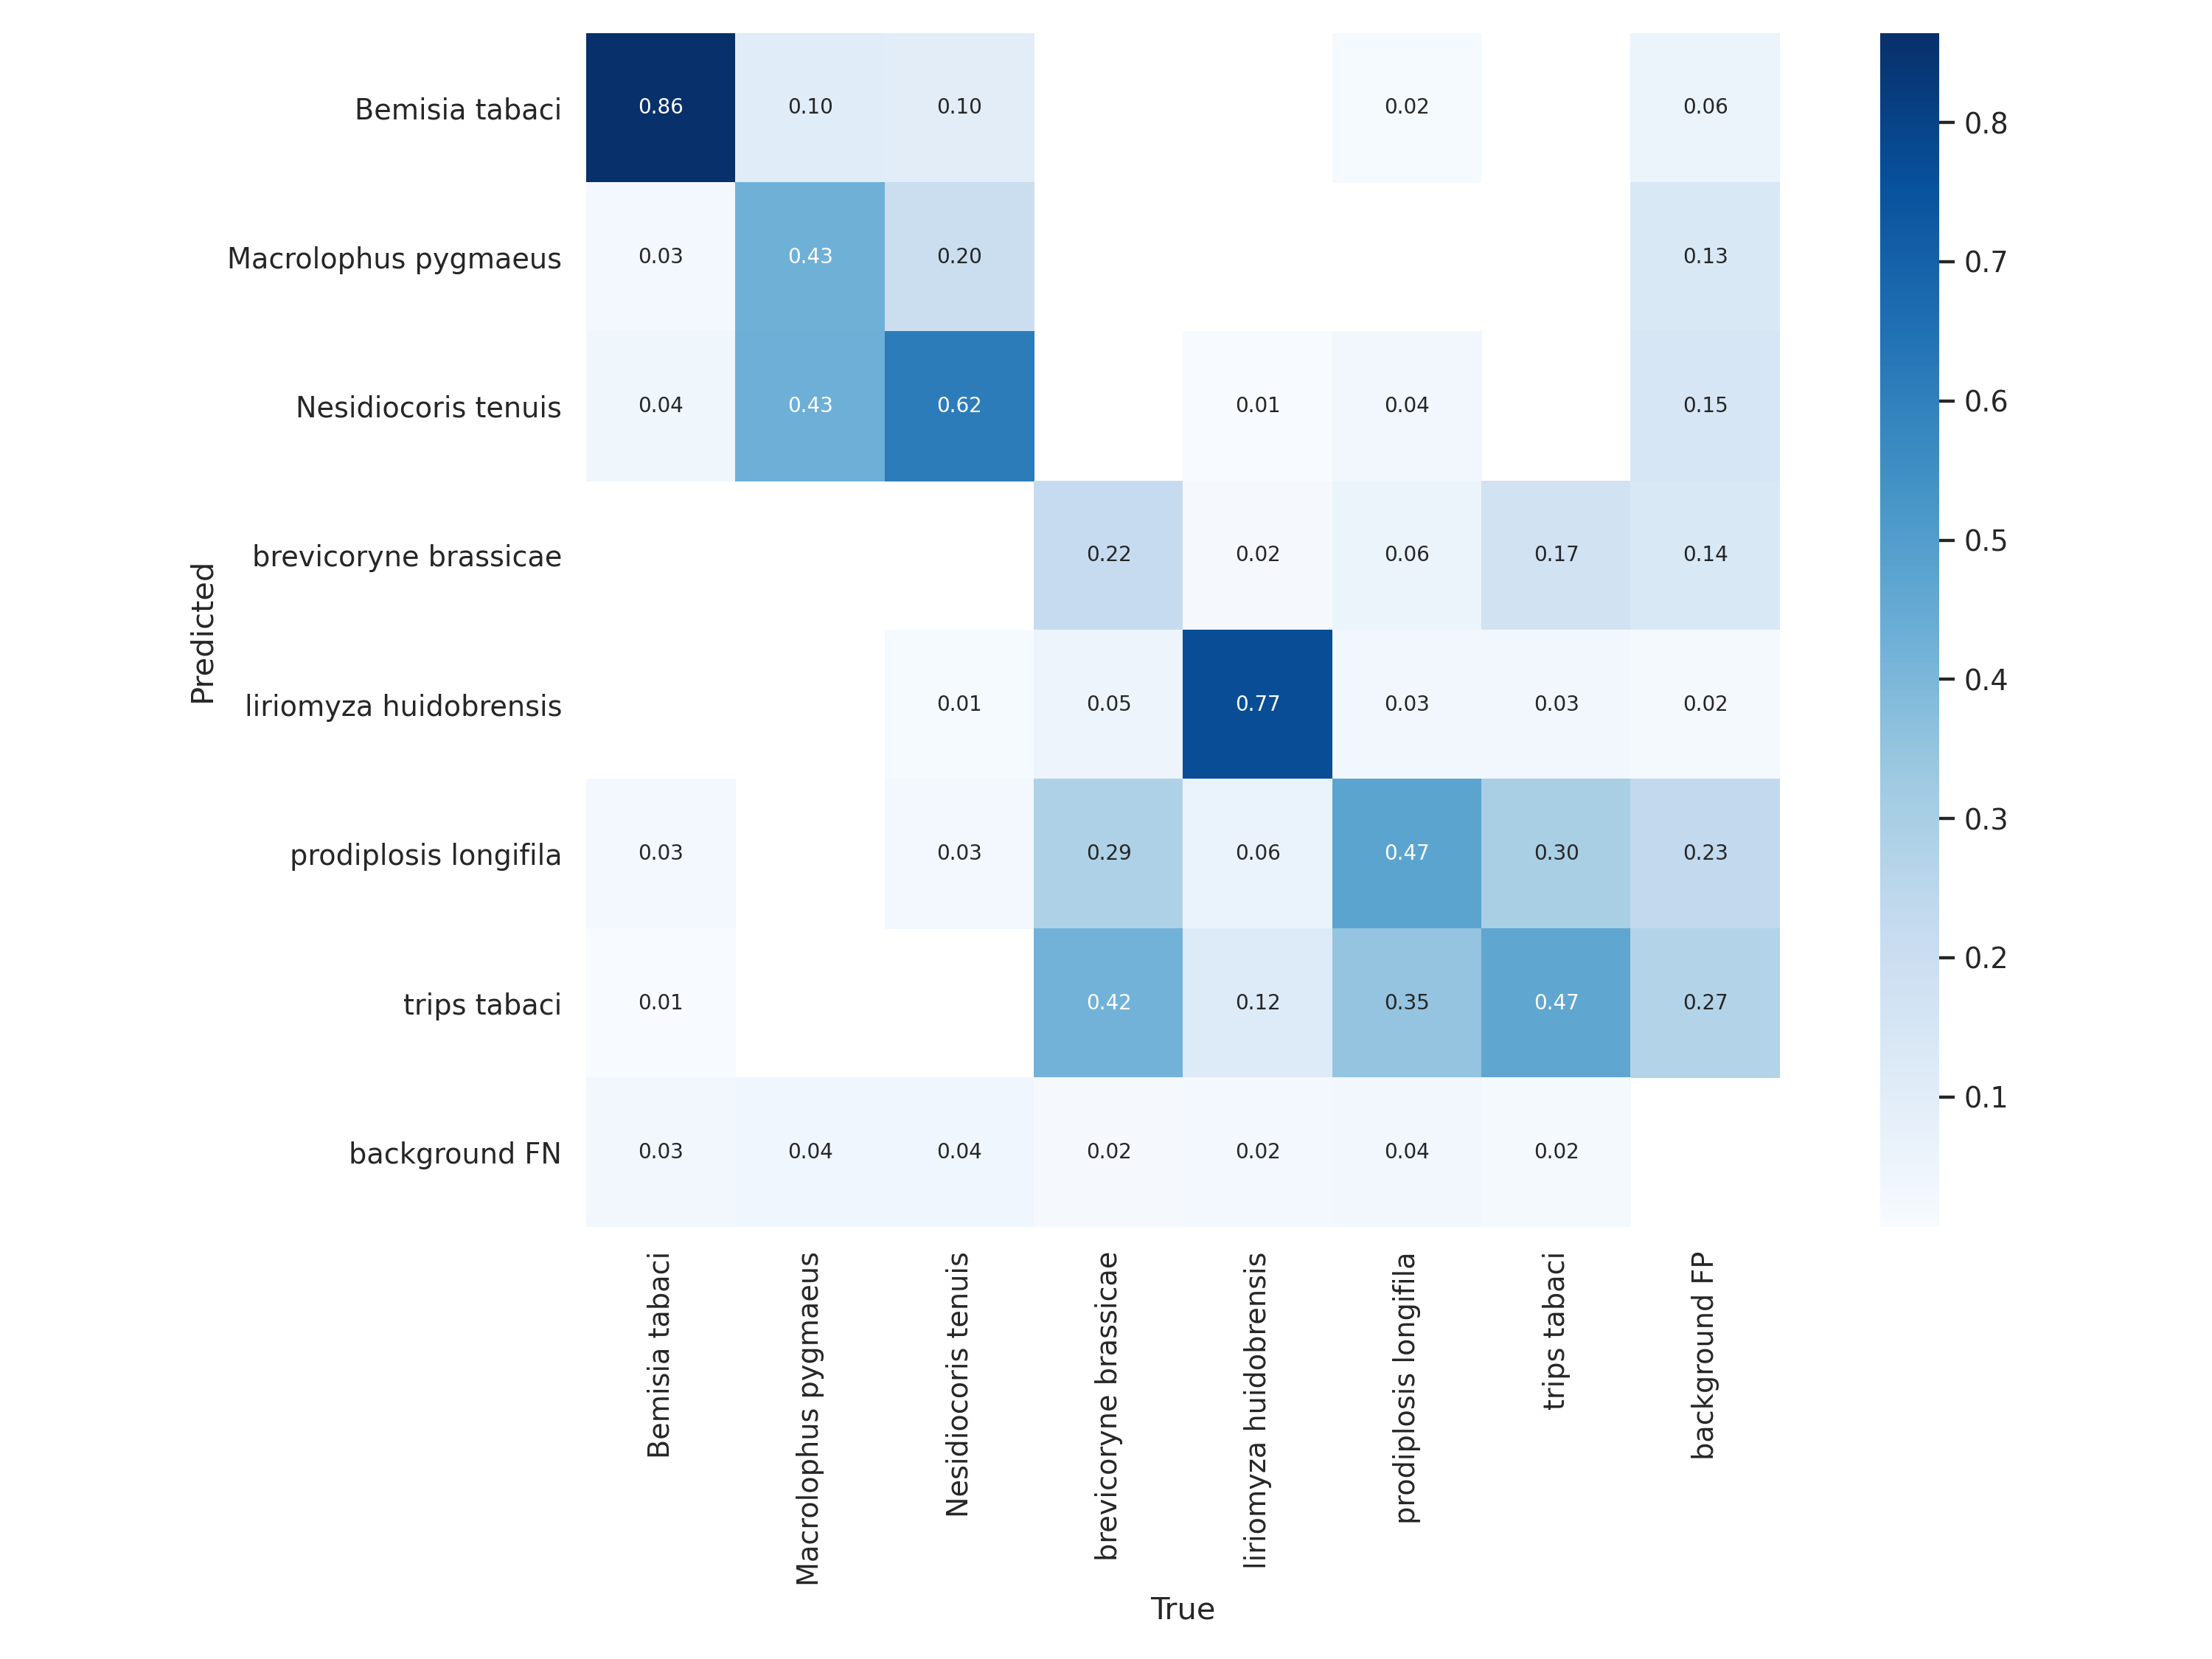 Bemisia tabaci 0.86 0.10 0.10 0.02 0.06
Macrolophus pygmaeus 0.03 0.43 0.20 0.13
Nesidiocoris tenuis 0.04 0.43 0.62 0.01 0.04 0.15
brevicoryne brassicae 0.22 0.02 0.06 0.17 0.14
liriomyza huidobrensis 0.01 0.05 0.77 0.03 0.03 0.02
prodiplosis longifila 0.03 0.03 0.29 0.06 0.47 0.30 0.23
trips tabaci 0.01 0.42 0.12 0.35 0.47 0.27
background FN 0.03 0.04 0.04 0.02 0.02 0.04 0.02
Predicted
Bemisia tabaci
Macrolophus pygmaeus
Nesidiocoris tenuis
brevicoryne brassicae
liriomyza huidobrensis
prodiplosis longifila
trips tabaci
background FP
True
0.8
0.7
0.6
0.5
0.4
0.3
0.2
0.1